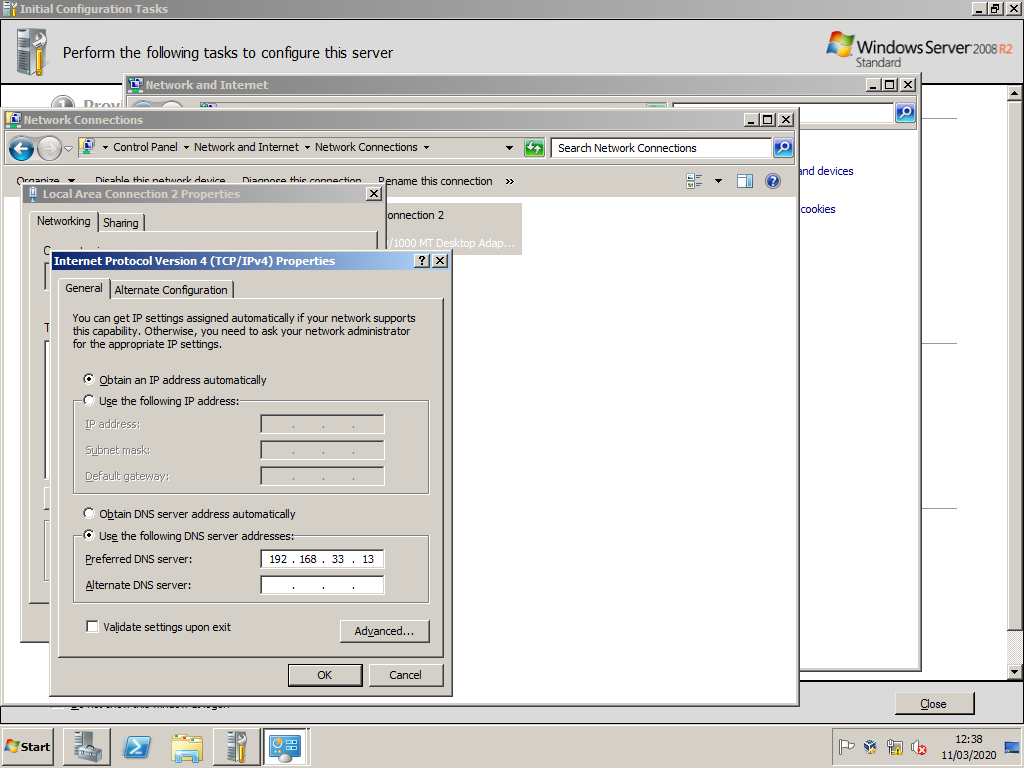 Initial Configuration Tasks
Perform the following tasks to configure this server
Windows Server 2008 R2
Standard
Network and Internet
Network Connections
Control Panel
Network and Internet
Network Connections
Search Network Connections
Organize
Disable this network device
Diagnose this connection
Rename this connection
»
and devices
cookies
Local Area Connection 2 Properties
onnection 2
/1000 MT Desktop Adap...
Networking
Sharing
Internet Protocol Version 4 (TCP/IPv4) Properties
General
Alternate Configuration
You can get IP settings assigned automatically if your network supports
this capability. Otherwise, you need to ask your network administrator
for the appropriate IP settings.
Obtain an IP address automatically
Use the following IP address:
IP address:
Subnet mask:
Default gateway:
Obtain DNS server address automatically
Use the following DNS server addresses:
Preferred DNS server: 192 . 168 . 33 . 13
Alternate DNS server:
Validate settings upon exit
Advanced...
OK
Cancel
Close
Start
12:38
11/03/2020